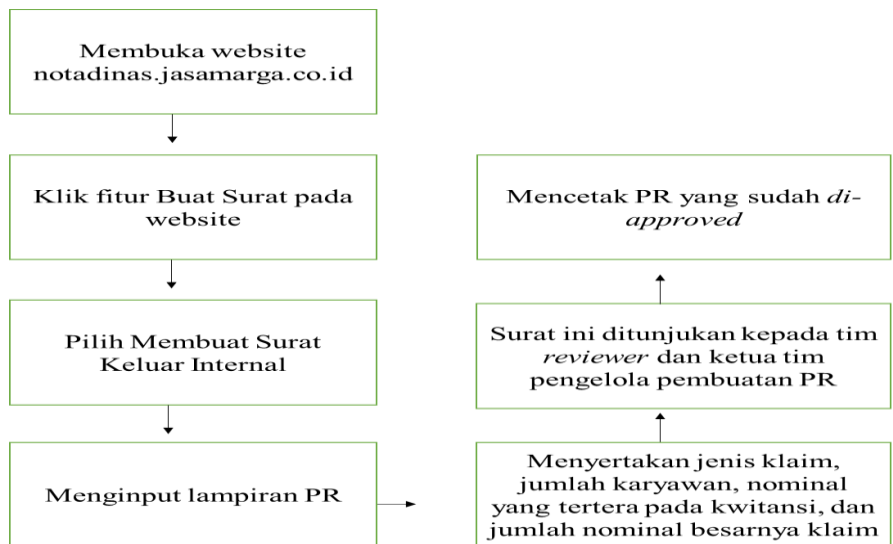 Membuka website
notadinas.jasamarga.co.id
Klik fitur Buat Surat pada
website
Pilih Membuat Surat
Keluar Internal
Menginput lampiran PR
Menyertakan jenis klaim,
jumlah karyawan, nominal
yang tertera pada kwitansi, dan
jumlah nominal besarnya klaim
Surat ini ditunjukan kepada tim
reviewer dan ketua tim
pengelola pembuatan PR
Mencetak PR yang sudah di-
approved